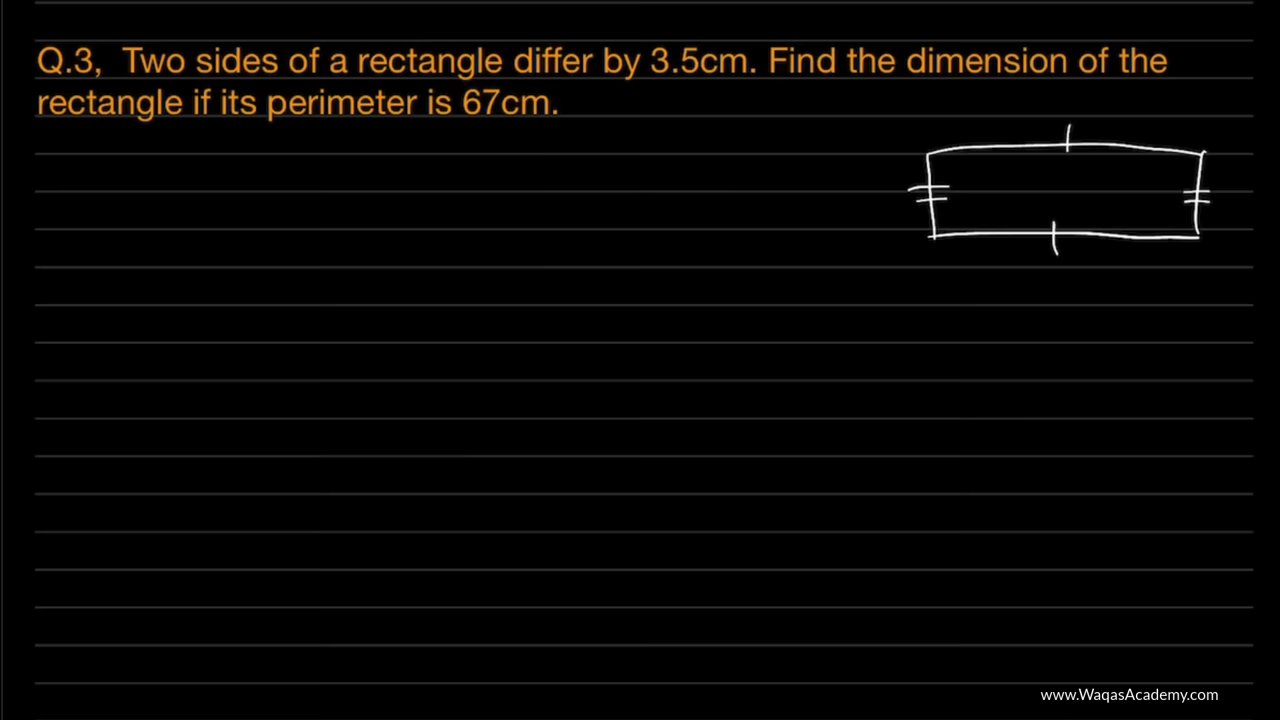 Q.3, Two sides of a rectangle differ by 3.5cm. Find the dimension of the
rectangle if its perimeter is 67cm.
www.WaqasAcademy.com